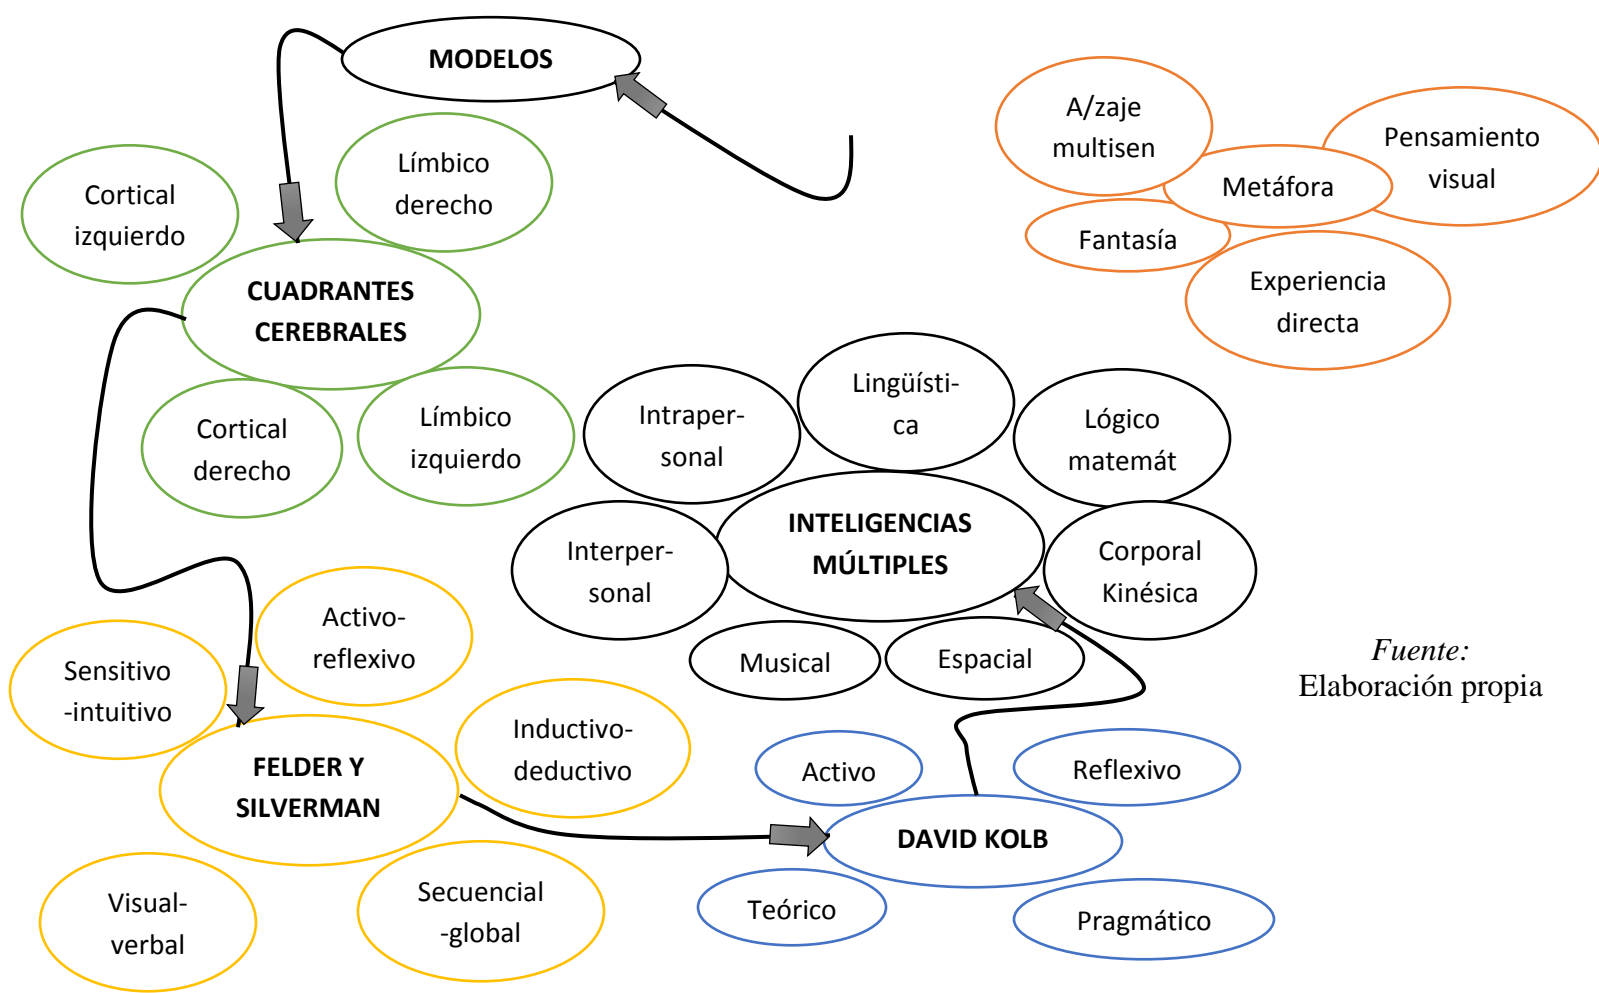 MODELOS
Límbico
derecho
Cortical
izquierdo
CUADRANTES
CEREBRALES
Cortical
derecho
Límbico
izquierdo
A/zaje
multisen
Pensamiento
visual
Metáfora
Fantasía
Experiencia
directa
Lingüísti-
ca
Intraper-
sonal
Lógico
matemát
INTELIGENCIAS
MÚLTIPLES
Interper-
sonal
Corporal
Kinésica
Musical
Espacial
Fuente:
Elaboración propia
Activo-
reflexivo
Sensitivo
-intuitivo
Inductivo-
deductivo
FELDER Y
SILVERMAN
Visual-
verbal
Secuencial
-global
Activo
Reflexivo
DAVID KOLB
Teórico
Pragmático